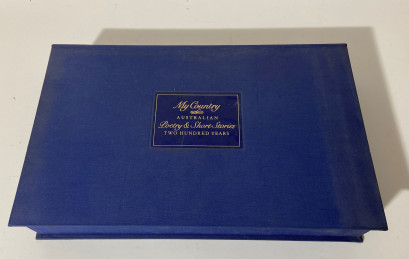 My Country
AUSTRALIAN
Poetry & Short Stories
TWO HUNDRED YEARS